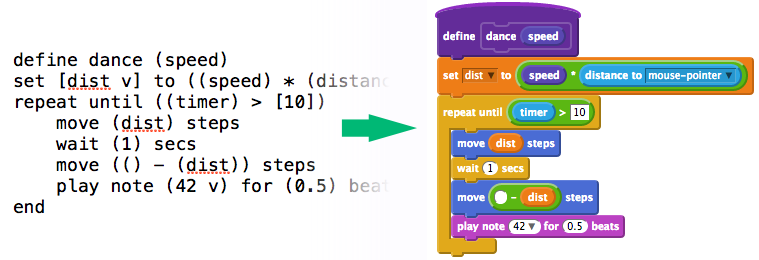 define dance (speed)
set [dist v] to ((speed) * (distanc
repeat until ((timer) > [10])
move (dist) steps
wait (1) secs
move (() - (dist)) steps
play note (42 v) for (0.5) bea
end
define dance speed
set dist ▼ to speed * distance to mouse-pointer ▼
repeat until timer > 10
move dist steps
wait 1 secs
move - dist steps
play note 42 ▼ for 0.5 beats